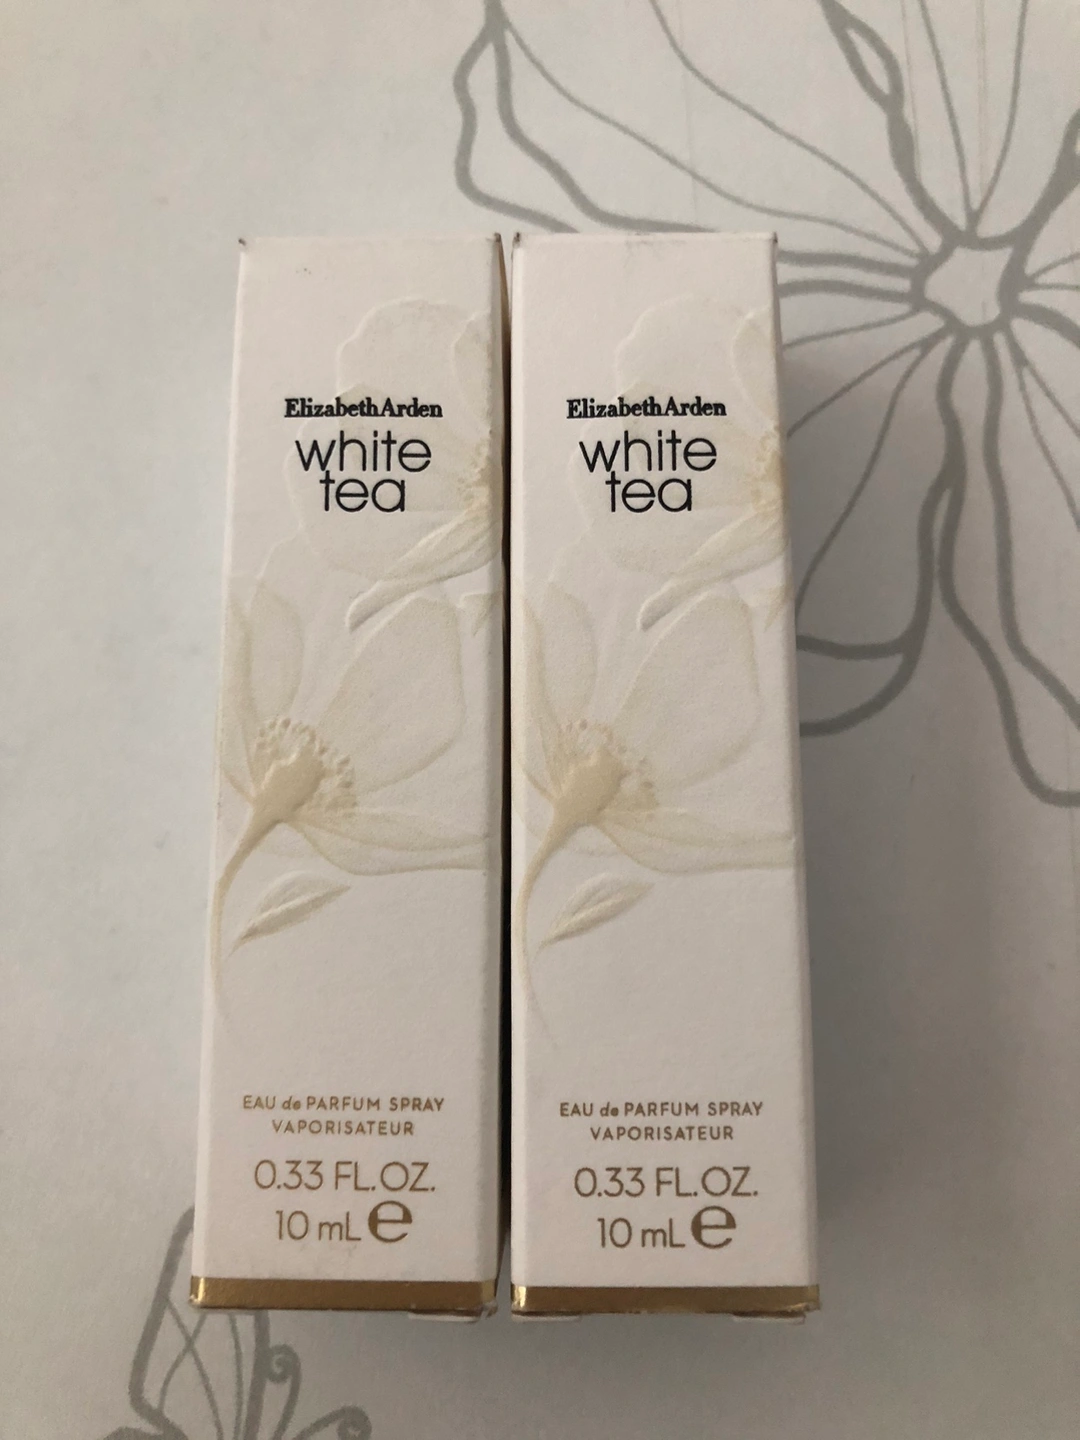 ElizabethArden
white
tea
EAU de PARFUM SPRAY
VAPORISATEUR
0.33 FL.OZ.
10 mL e
ElizabethArden
white
tea
EAU de PARFUM SPRAY
VAPORISATEUR
0.33 FL.OZ.
10 mL e